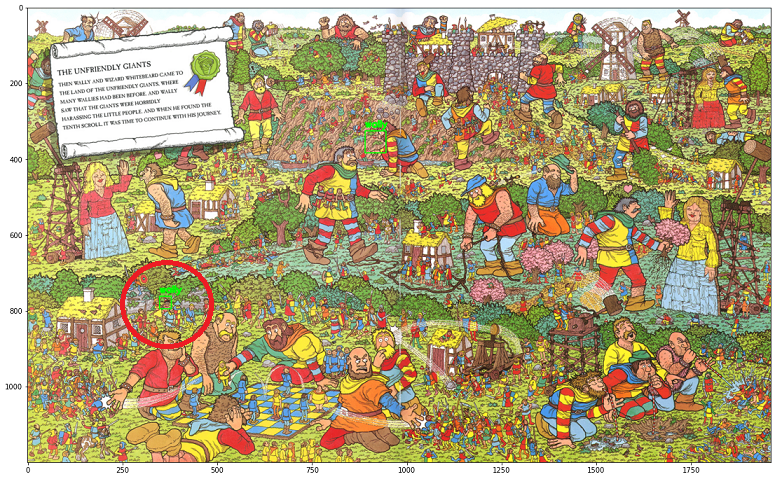 0
250
500
750
1000
1250
1500
1750
0
200
400
600
800
1000
THE UNFRIENDLY GIANTS
THEN WALLY AND WIZARD WHITEBEARD CAME TO
THE LAND OF THE UNFRIENDLY GIANTS, WHERE
MANY WALLIES HAD BEEN BEFORE, AND WALLY
SAW THAT THE GIANTS WERE HORRIDLY
HARASSING THE LITTLE PEOPLE. AND WHEN HE FOUND THE
TENTH SCROLL, IT WAS TIME TO CONTINUE WITH HIS JOURNEY.